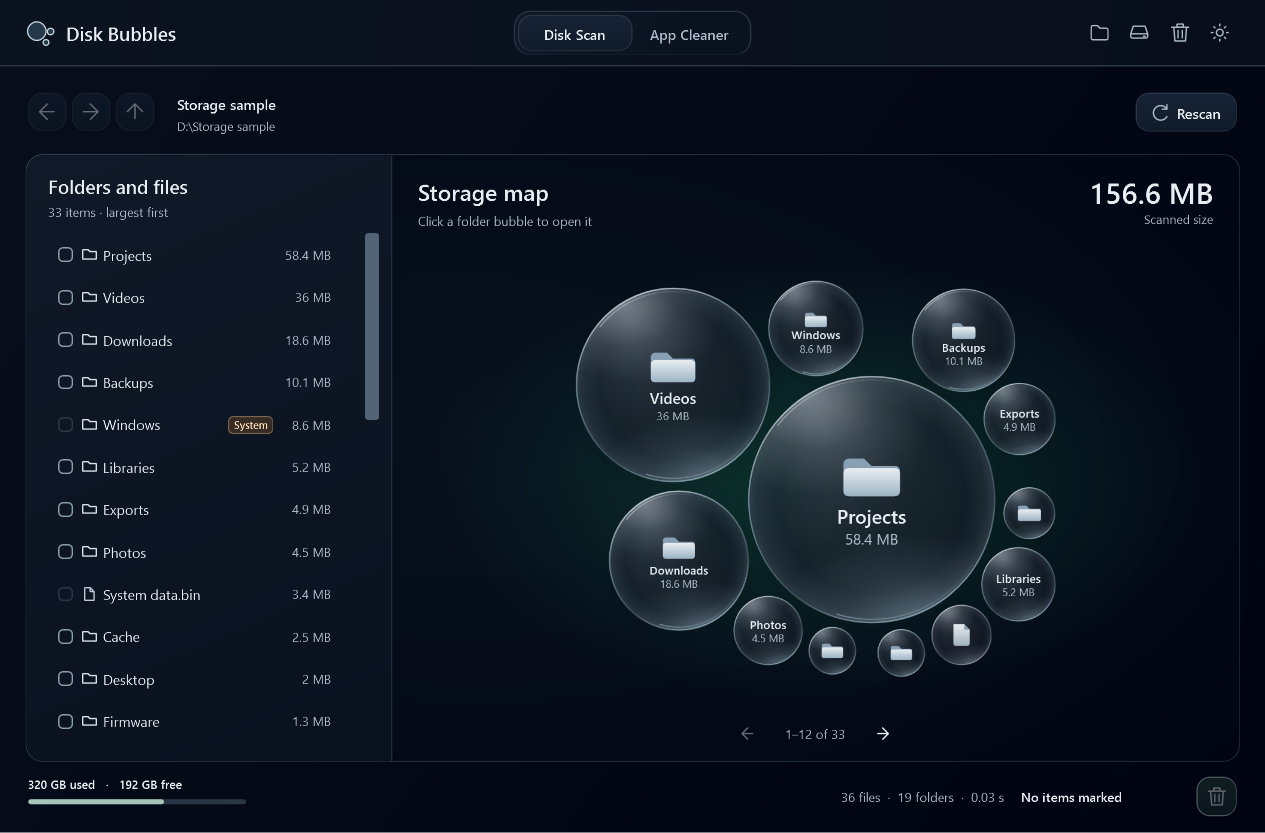 Disk Bubbles
Disk Scan
App Cleaner
Storage sample
D:\Storage sample
Rescan
Folders and files
33 items · largest first
Projects 58.4 MB
Videos 36 MB
Downloads 18.6 MB
Backups 10.1 MB
Windows System 8.6 MB
Libraries 5.2 MB
Exports 4.9 MB
Photos 4.5 MB
System data.bin 3.4 MB
Cache 2.5 MB
Desktop 2 MB
Firmware 1.3 MB
Storage map
Click a folder bubble to open it
156.6 MB
Scanned size
Windows
8.6 MB
Backups
10.1 MB
Videos
36 MB
Exports
4.9 MB
Projects
58.4 MB
Downloads
18.6 MB
Libraries
5.2 MB
Photos
4.5 MB
1–12 of 33
320 GB used · 192 GB free
36 files · 19 folders · 0.03 s No items marked